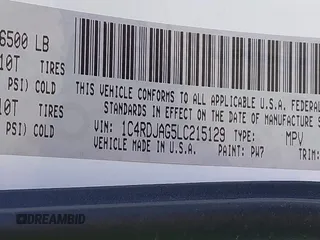 6500 LB
10T TIRES
PSI) COLD
10T TIRES
PSI) COLD
THIS VEHICLE CONFORMS TO ALL APPLICABLE U.S.A. FEDERAL
STANDARDS IN EFFECT ON THE DATE OF MANUFACTURE S
VIN: 1C4RDJAG5LC215129 TYPE: MPV
VEHICLE MADE IN U.S.A. PAINT: PW7 TRIM:
DREAMBID